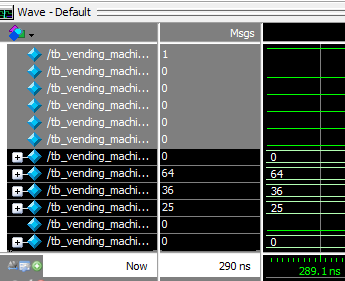 Wave - Default
Msgs
/tb_vending_machi... 1
/tb_vending_machi... 0
/tb_vending_machi... 0
/tb_vending_machi... 0
/tb_vending_machi... 0
/tb_vending_machi... 0
/tb_vending_machi... 0 0
/tb_vending_machi... 64 64
/tb_vending_machi... 36 36
/tb_vending_machi... 25 25
/tb_vending_machi... 0
/tb_vending_machi... 0 0
Now 290 ns
289.1 ns